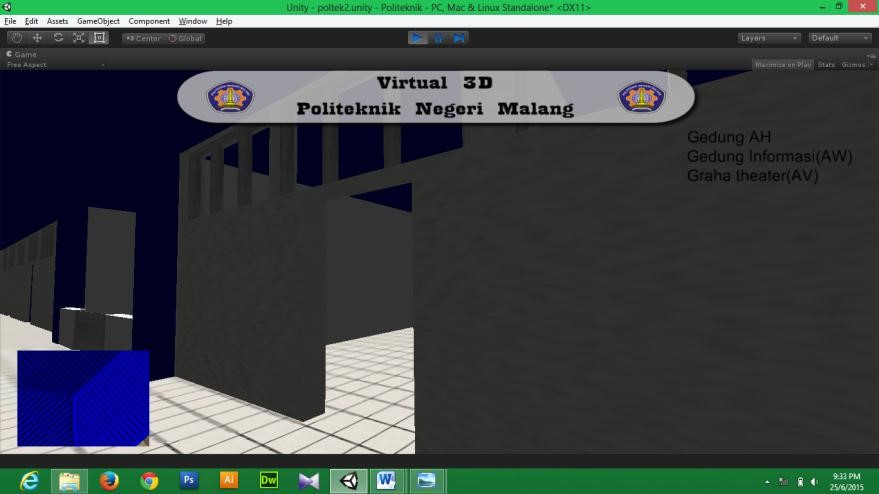 Unity - poltek2.unity - Politeknik - PC, Mac & Linux Standalone* <DX11>
File Edit Assets GameObject Component Window Help
Center Global
Layers Default
Game
Free Aspect
Maximize on Play Stats Gizmos
Virtual 3D
Politeknik Negeri Malang
Gedung AH
Gedung Informasi(AW)
Graha theater(AV)
Ps Ai Dw W
9:33 PM
25/6/2015